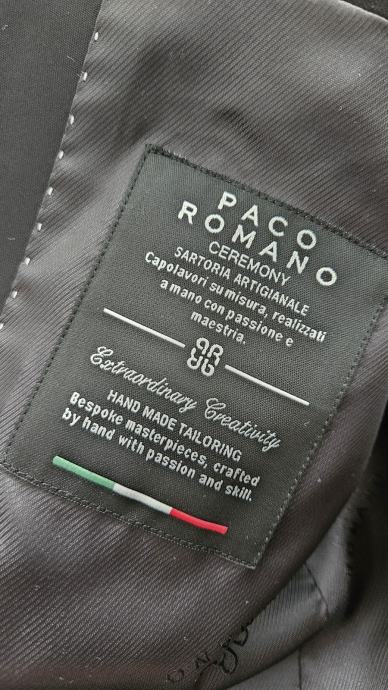 PACO
ROMANO
CEREMONY
SARTORIA ARTIGIANALE
Capolavori su misura, realizzati
a mano con passione e
maestria.
Extraordinary Creativity
HAND MADE TAILORING
Bespoke masterpieces, crafted
by hand with passion and skill.